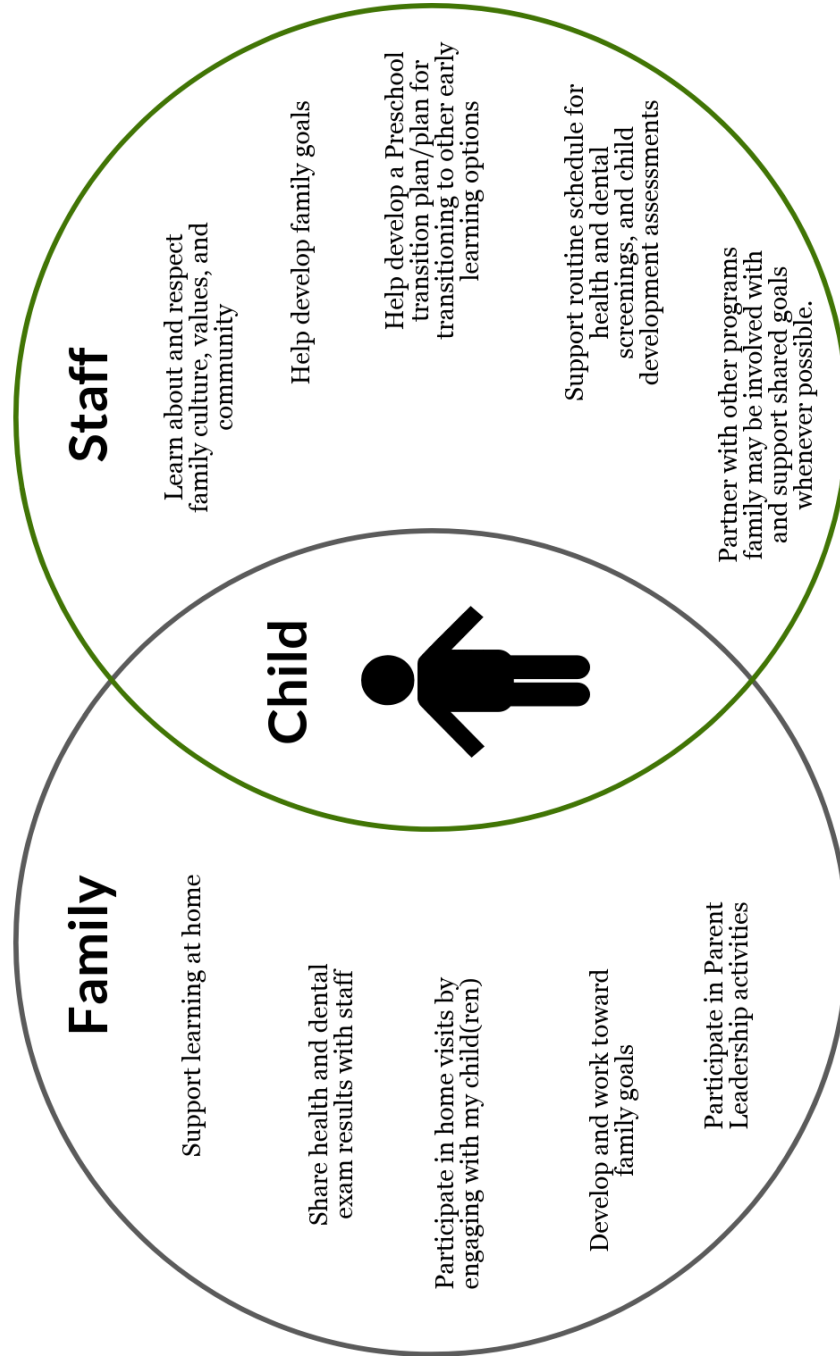 Family
Support learning at home
Share health and dental
exam results with staff
Participate in home visits by
engaging with my child(ren)
Develop and work toward
family goals
Participate in Parent
Leadership activities
Child
Staff
Learn about and respect
family culture, values, and
community
Help develop family goals
Help develop a Preschool
transition plan/plan for
transitioning to other early
learning options
Support routine schedule for
health and dental
screenings, and child
development assessments
Partner with other programs
family may be involved with
and support shared goals
whenever possible.